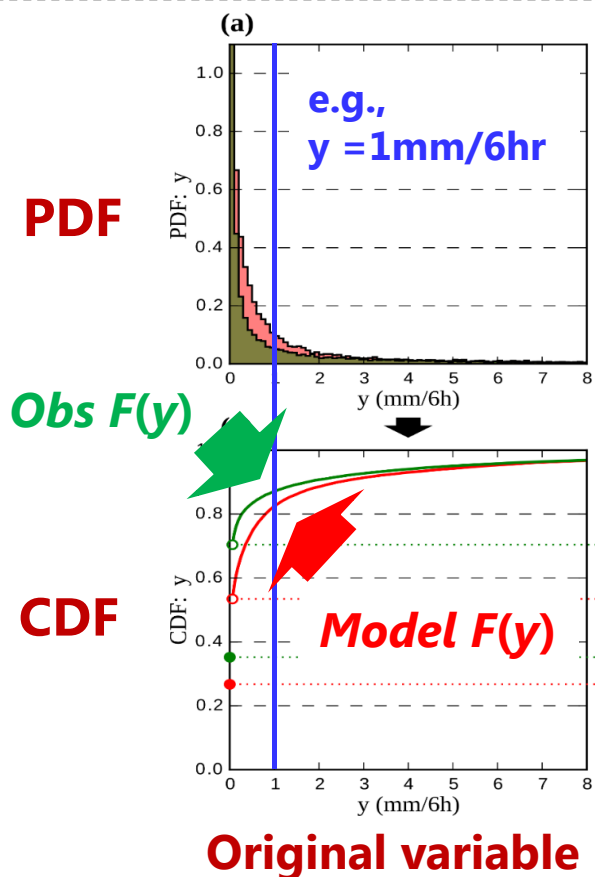 (a)
1.0
0.8
0.6
0.4
0.2
0.0
PDF
PDF: y
e.g.,
y =1mm/6hr
0 1 2 3 4 5 6 7 8
y (mm/6h)
Obs F(y)
0.8
0.6
0.4
0.2
0.0
CDF
CDF: y
Model F(y)
0 1 2 3 4 5 6 7 8
y (mm/6h)
Original variable